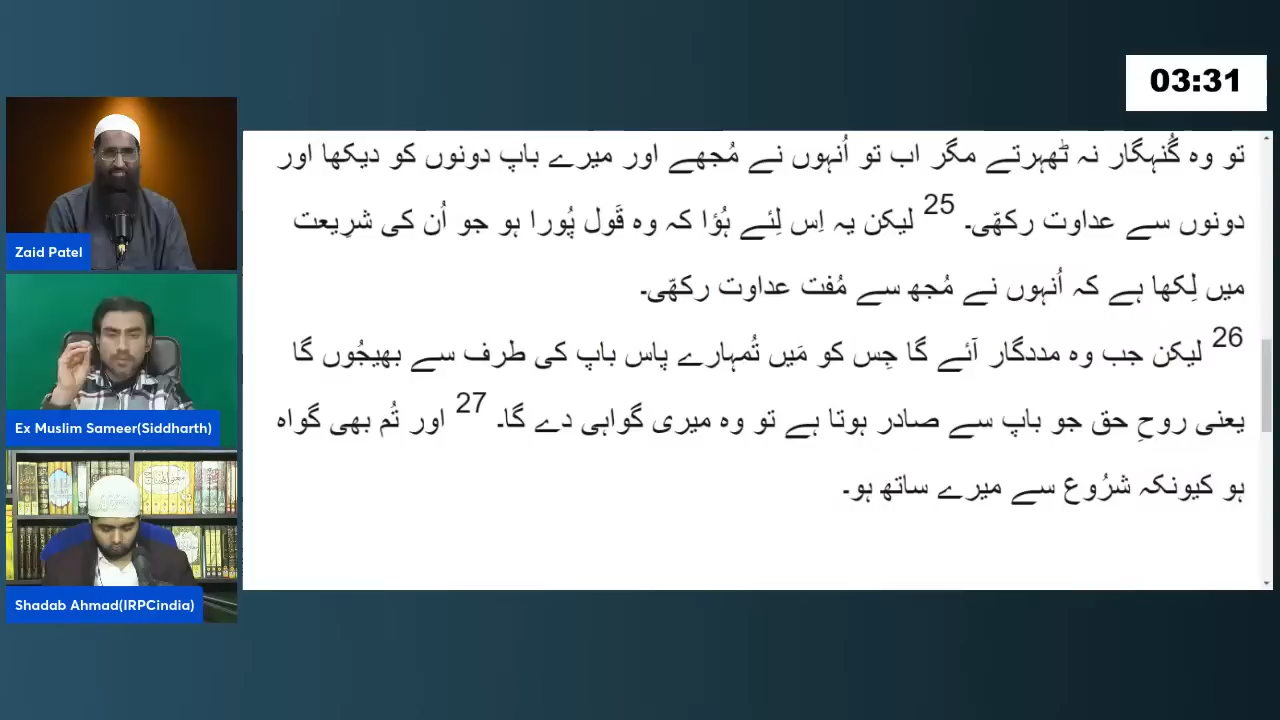 03:31
تو وہ گُنہگار نہ ٹھہرتے مگر اب تو اُنہوں نے مُجھے اور میرے باپ دونوں کو دیکھا اور
دونوں سے عداوت رکھّی۔ 25 لیکن یہ اِس لِئے ہُؤا کہ وہ قَول پُورا ہو جو اُن کی شرِیعت
میں لِکھا ہے کہ اُنہوں نے مُجھ سے مُفت عداوت رکھّی۔
26 لیکن جب وہ مددگار آئے گا جِس کو مَیں تُمہارے پاس باپ کی طرف سے بھیجُوں گا
یعنی روحِ حق جو باپ سے صادر ہوتا ہے تو وہ میری گواہی دے گا۔ 27 اور تُم بھی گواہ
ہو کیونکہ شرُوع سے میرے ساتھ ہو۔
Zaid Patel
Ex Muslim Sameer(Siddharth)
Shadab Ahmad(IRPCindia)